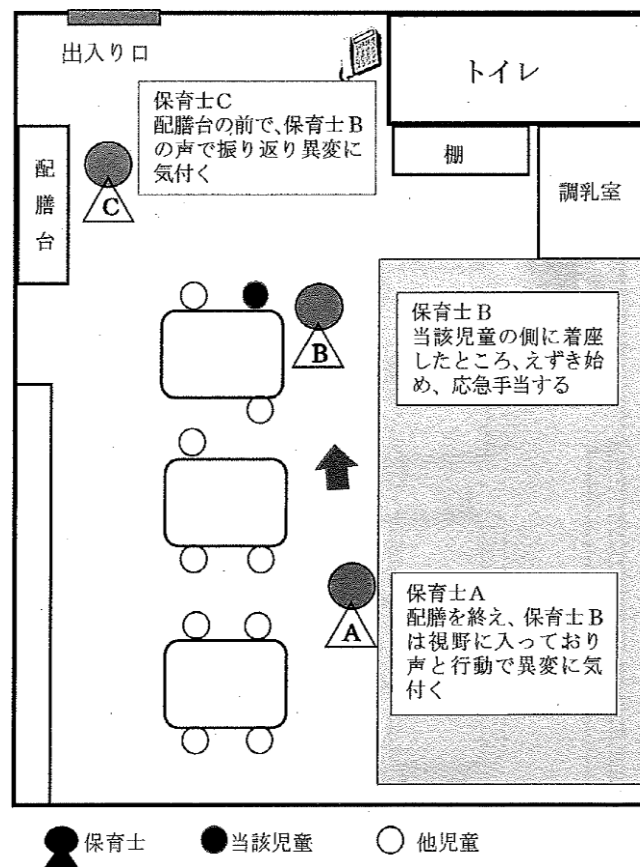 出入り口
トイレ
保育士C
配膳台の前で、保育士B
の声で振り返り異変に
気付く
棚
調乳室
配膳台
C
保育士B
当該児童の側に着座
したところ、えずき始
め、応急手当する
B
保育士A
配膳を終え、保育士B
は視野に入っており
声と行動で異変に気
付く
A
保育士 当該児童 他児童